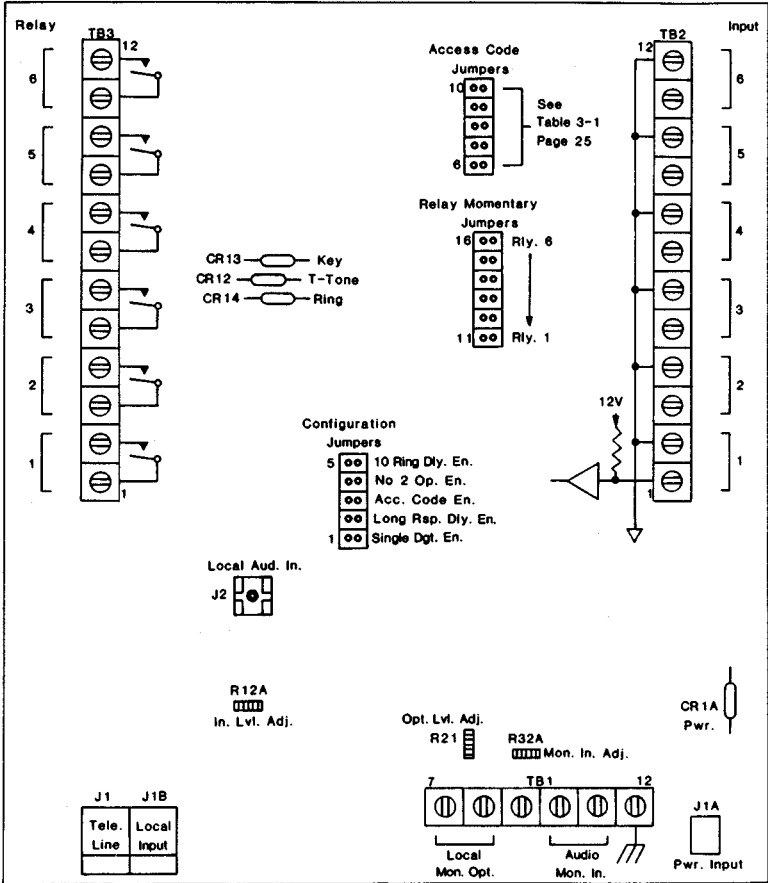 Relay
TB3
12
6
5
4
3
2
1
1
Access Code
Jumpers
10
6
See
Table 3-1
Page 25
Relay Momentary
Jumpers
16
Rly. 6
11
Rly. 1
CR13
Key
CR12
T-Tone
CR14
Ring
Configuration
Jumpers
5
10 Ring Dly. En.
No 2 Op. En.
Acc. Code En.
Long Rsp. Dly. En.
1
Single Dgt. En.
Input
TB2
12
6
5
4
3
2
12V
1
1
Local Aud. In.
J2
R12A
In. Lvl. Adj.
Opt. Lvl. Adj.
R21
R32A
Mon. In. Adj.
CR1A
Pwr.
7
TB1
12
Local
Mon. Opt.
Audio
Mon. In.
J1A
Pwr. Input
J1
J1B
Tele.
Line
Local
Input